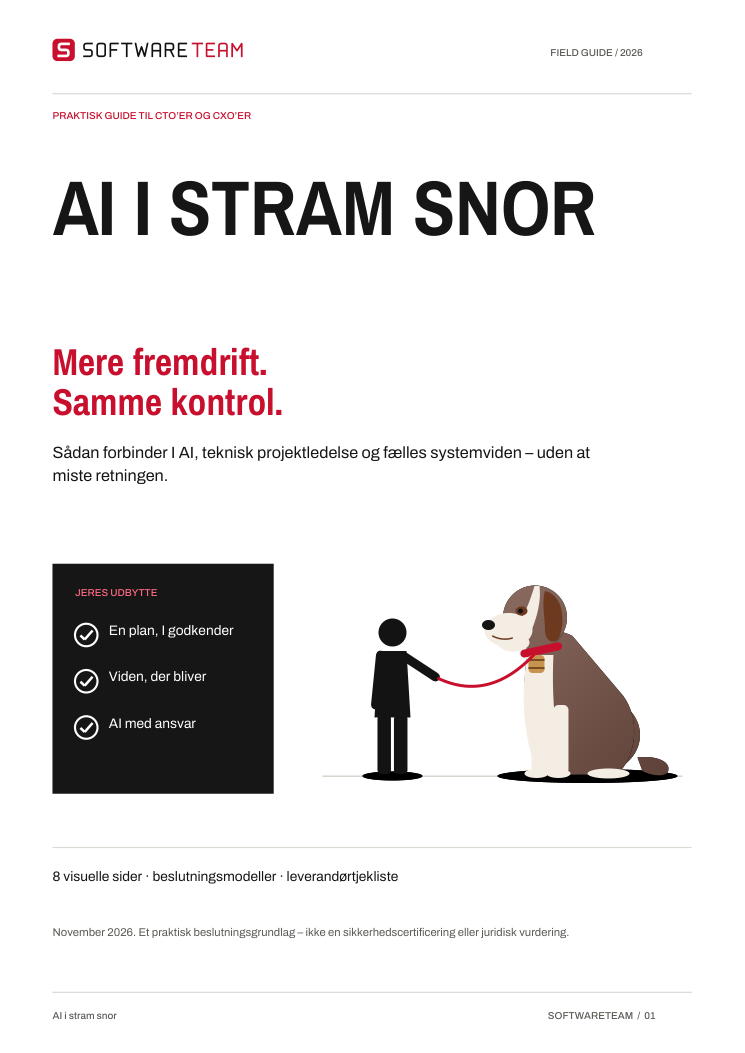 SOFTWARETEAM
FIELD GUIDE / 2026
PRAKTISK GUIDE TIL CTO'ER OG CXO'ER
AI I STRAM SNOR
Mere fremdrift.
Samme kontrol.
Sådan forbinder I AI, teknisk projektledelse og fælles systemviden – uden at
miste retningen.
JERES UDBYTTE
En plan, I godkender
Viden, der bliver
AI med ansvar
8 visuelle sider · beslutningsmodeller · leverandørtjekliste
November 2026. Et praktisk beslutningsgrundlag – ikke en sikkerhedscertificering eller juridisk vurdering.
AI i stram snor
SOFTWARETEAM / 01